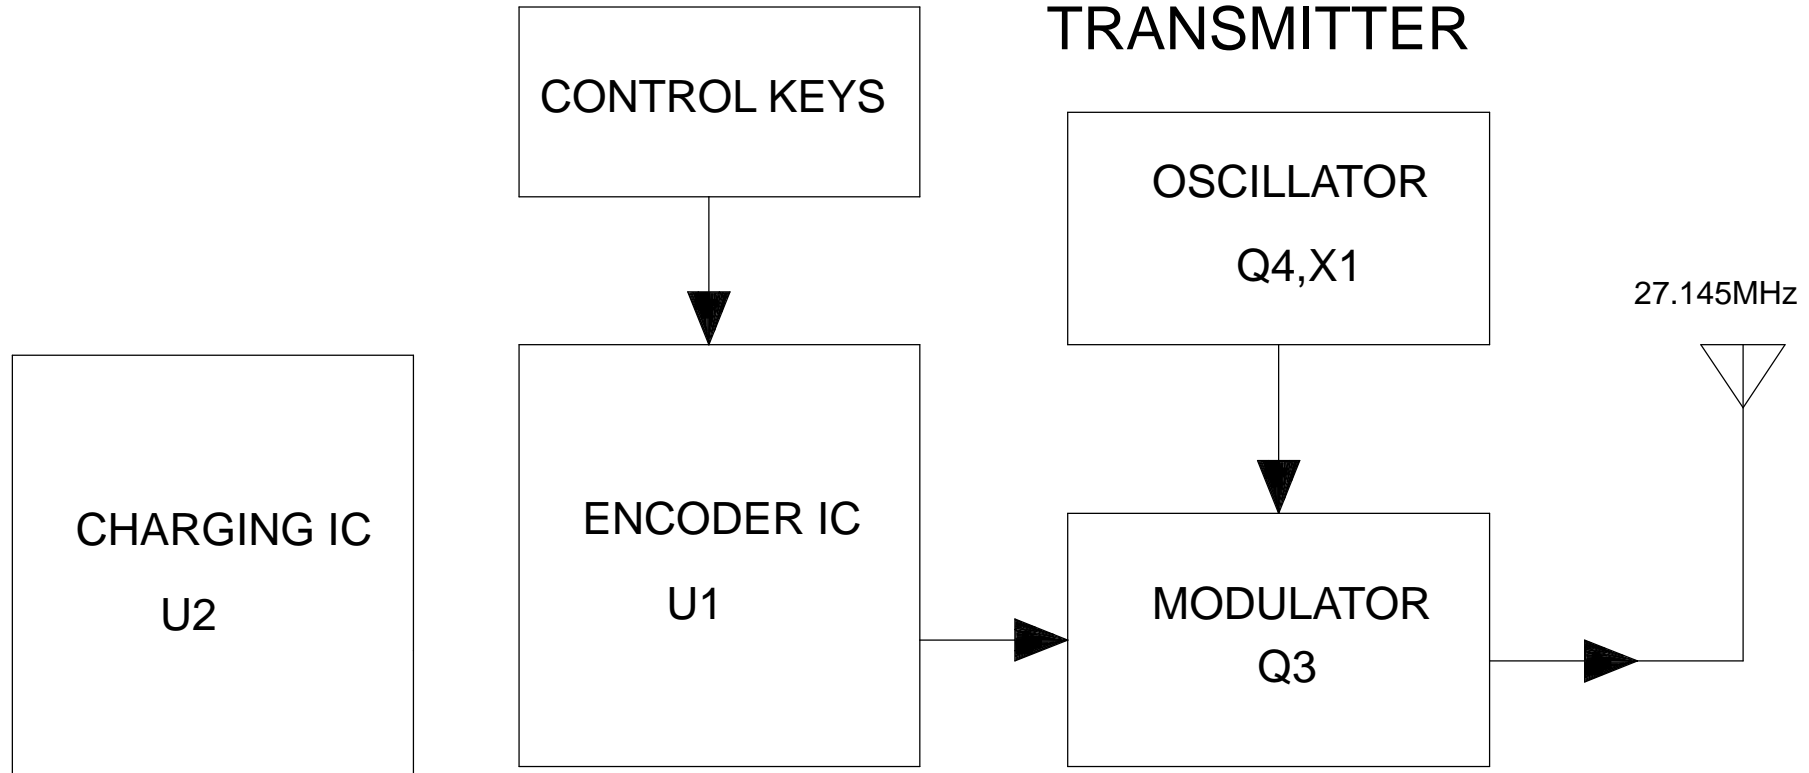 TRANSMITTER
CONTROL KEYS
OSCILLATOR
Q4,X1
27.145MHz
CHARGING IC
U2
ENCODER IC
U1
MODULATOR
Q3